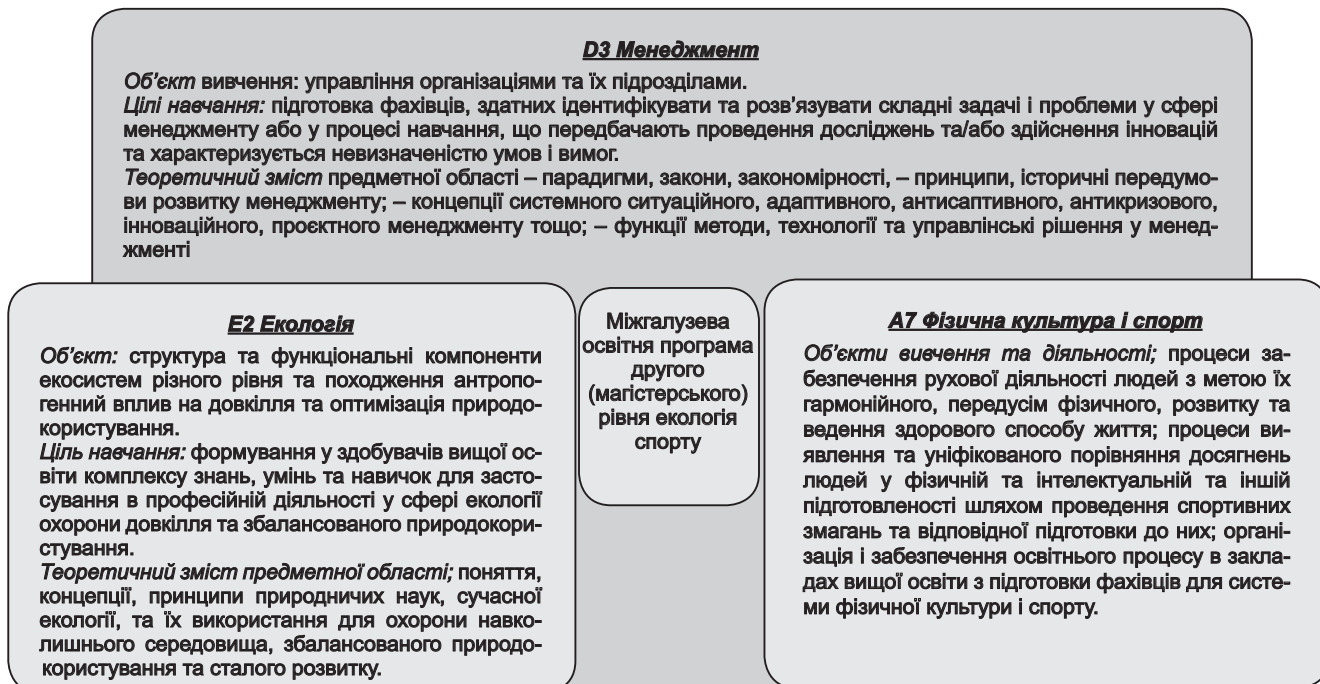 D3 Менеджмент
Об’єкт вивчення: управління організаціями та їх підрозділами.
Цілі навчання: підготовка фахівців, здатних ідентифікувати та розв’язувати складні задачі і проблеми у сфері
менеджменту або у процесі навчання, що передбачають проведення досліджень та/або здійснення інновацій
та характеризується невизначеністю умов і вимог.
Теоретичний зміст предметної області – парадигми, закони, закономірності, – принципи, історичні передумо-
ви розвитку менеджменту; – концепції системного ситуаційного, адаптивного, антисаптивного, антикризового,
інноваційного, проєктного менеджменту тощо; – функції методи, технології та управлінські рішення у менед-
жменті
E2 Екологія
Об’єкт: структура та функціональні компоненти
екосистем різного рівня та походження антропо-
генний вплив на довкілля та оптимізація природо-
користування.
Ціль навчання: формування у здобувачів вищої ос-
віти комплексу знань, умінь та навичок для засто-
сування в професійній діяльності у сфері екології
охорони довкілля та збалансованого природокори-
стування.
Теоретичний зміст предметної області; поняття,
концепції, принципи природничих наук, сучасної
екології, та їх використання для охорони навко-
лишнього середовища, збалансованого природо-
користування та сталого розвитку.
Міжгалузева
освітня програма
другого
(магістерського)
рівня екологія
спорту
A7 Фізична культура і спорт
Об’єкти вивчення та діяльності; процеси за-
безпечення рухової діяльності людей з метою їх
гармонійного, передусім фізичного, розвитку та
ведення здорового способу життя; процеси ви-
явлення та уніфікованого порівняння досягнень
людей у фізичній та інтелектуальній та іншій
підготовленості шляхом проведення спортивних
змагань та відповідної підготовки до них; органі-
зація і забезпечення освітнього процесу в закла-
дах вищої освіти з підготовки фахівців для систе-
ми фізичної культури і спорту.